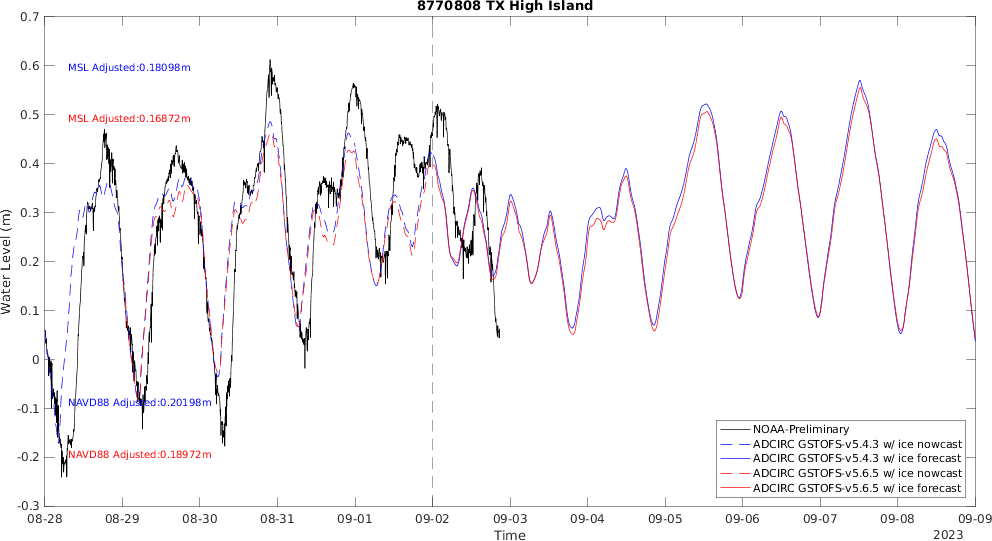 8770808 TX High Island
0.7
0.6
0.5
0.4
0.3
0.2
0.1
0
-0.1
-0.2
-0.3
Water Level (m)
MSL Adjusted:0.18098m
MSL Adjusted:0.16872m
NAVD88 Adjusted:0.20198m
NAVD88 Adjusted:0.18972m
NOAA-Preliminary
ADCIRC GSTOFS-v5.4.3 w/ ice nowcast
ADCIRC GSTOFS-v5.4.3 w/ ice forecast
ADCIRC GSTOFS-v5.6.5 w/ ice nowcast
ADCIRC GSTOFS-v5.6.5 w/ ice forecast
08-28 08-29 08-30 08-31 09-01 09-02 09-03 09-04 09-05 09-06 09-07 09-08 09-09
Time
2023